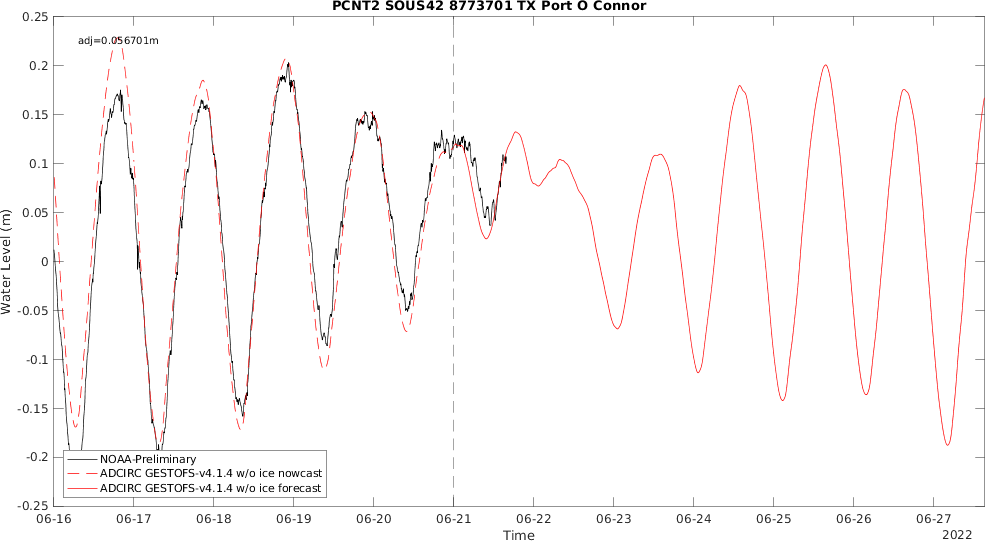 PCNT2 SOUS42 8773701 TX Port O Connor
adj=0.056701m
0.25
0.2
0.15
0.1
0.05
0
-0.05
-0.1
-0.15
-0.2
-0.25
Water Level (m)
NOAA-Preliminary
ADCIRC GESTOFS-v4.1.4 w/o ice nowcast
ADCIRC GESTOFS-v4.1.4 w/o ice forecast
06-16 06-17 06-18 06-19 06-20 06-21 06-22 06-23 06-24 06-25 06-26 06-27
Time
2022